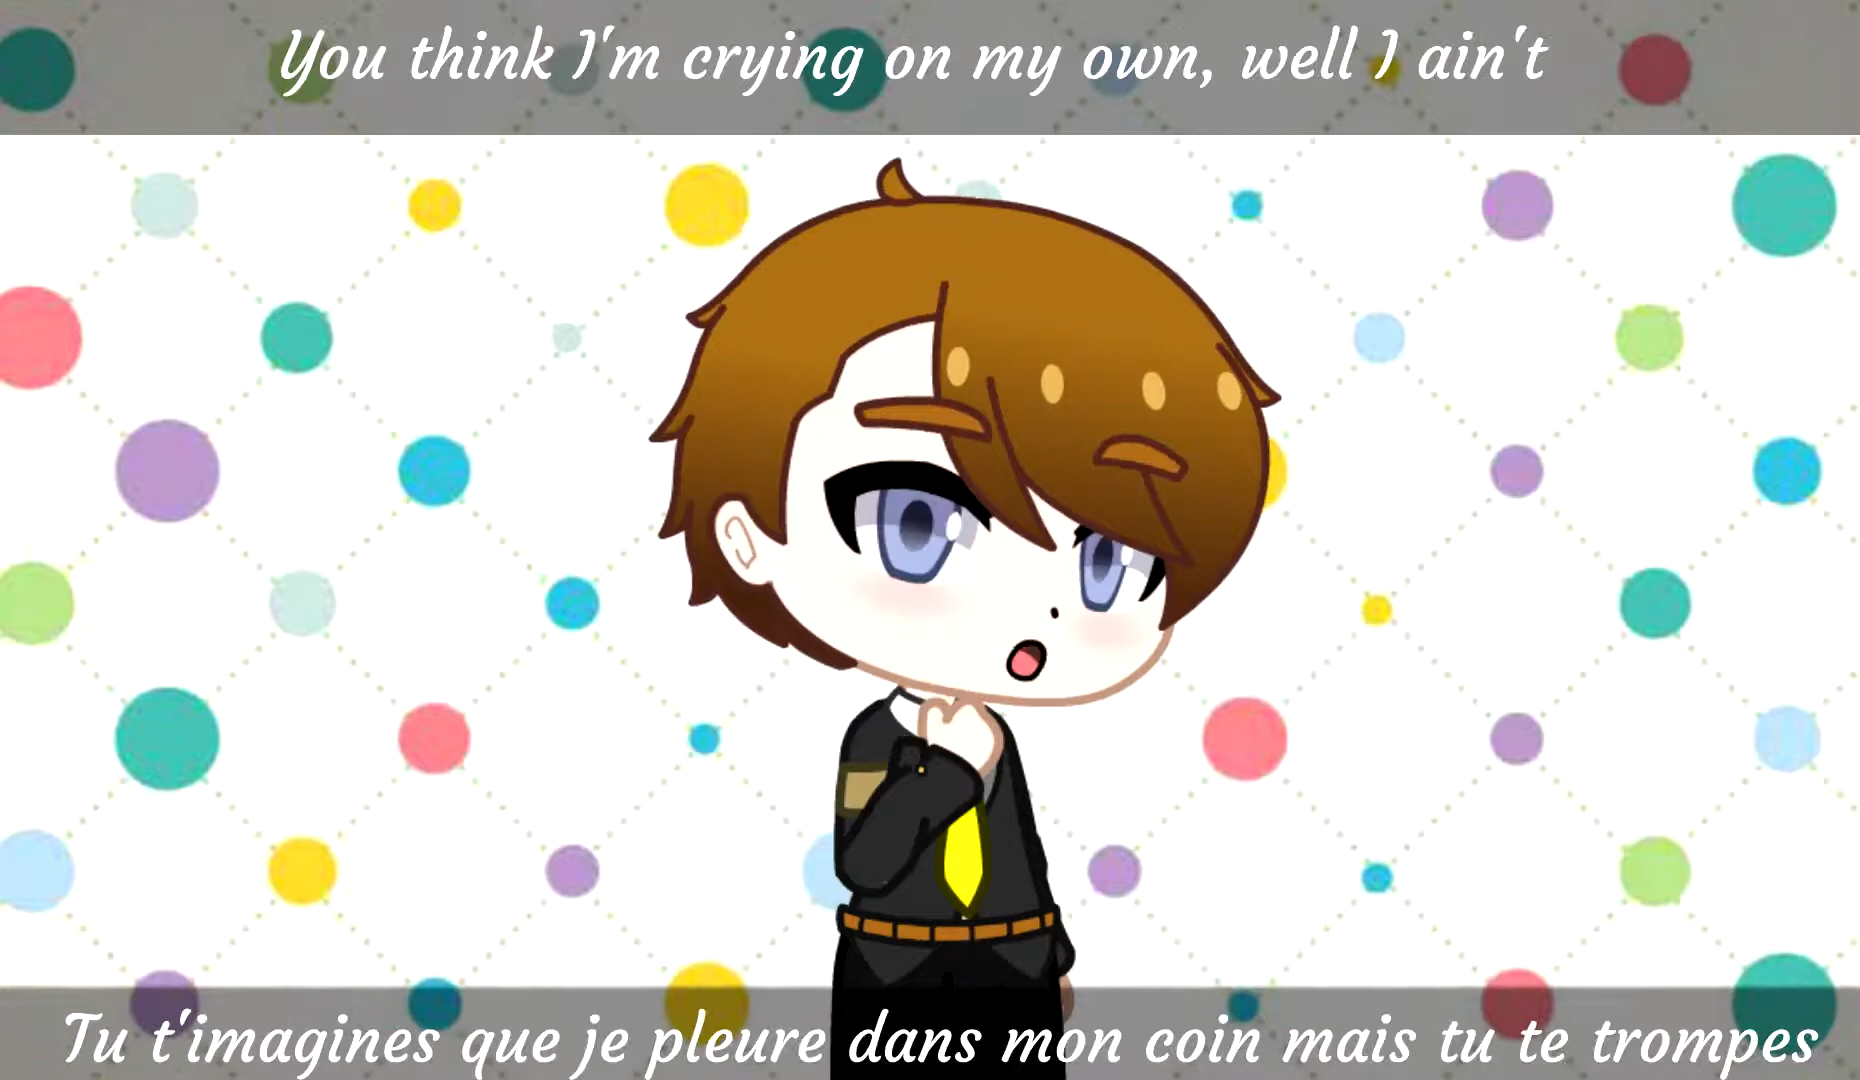 You think I'm crying on my own, well I ain't
Tu t'imagines que je pleure dans mon coin mais tu te trompes